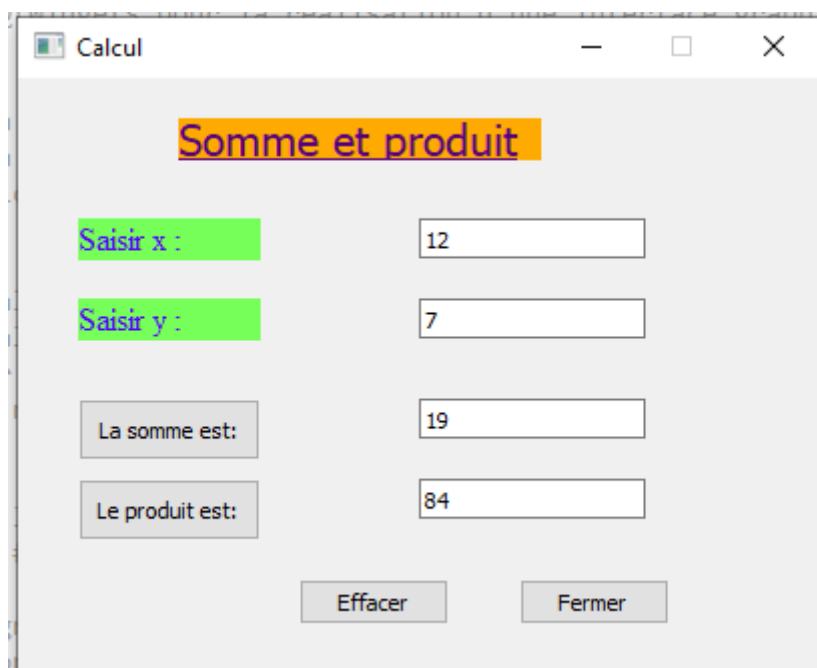 Calcul
Somme et produit
Saisir x : 12
Saisir y : 7
La somme est: 19
Le produit est: 84
Effacer Fermer